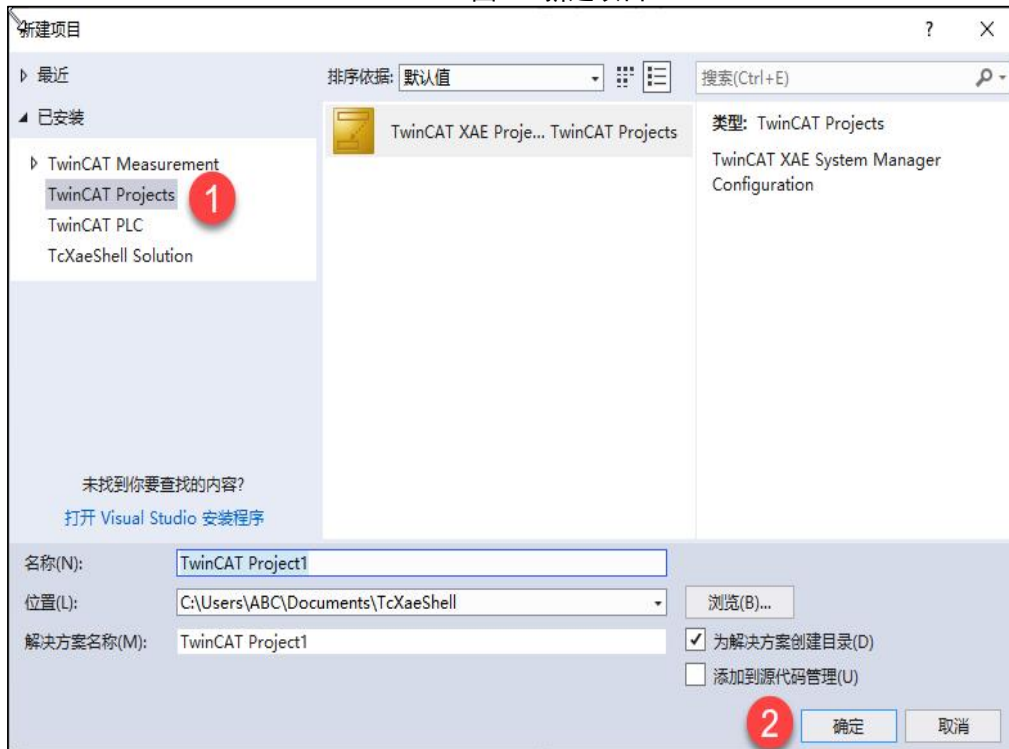 新建项目
? X
最近
已安装
TwinCAT Measurement
TwinCAT Projects
1
TwinCAT PLC
TcXaeShell Solution
未找到你要查找的内容?
打开 Visual Studio 安装程序
排序依据: 默认值
TwinCAT XAE Proje... TwinCAT Projects
搜索(Ctrl+E)
类型: TwinCAT Projects
TwinCAT XAE System Manager
Configuration
名称(N): TwinCAT Project1
位置(L): C:\Users\ABC\Documents\TcXaeShell
浏览(B)...
解决方案名称(M): TwinCAT Project1
为解决方案创建目录(D)
添加到源代码管理(U)
2
确定
取消